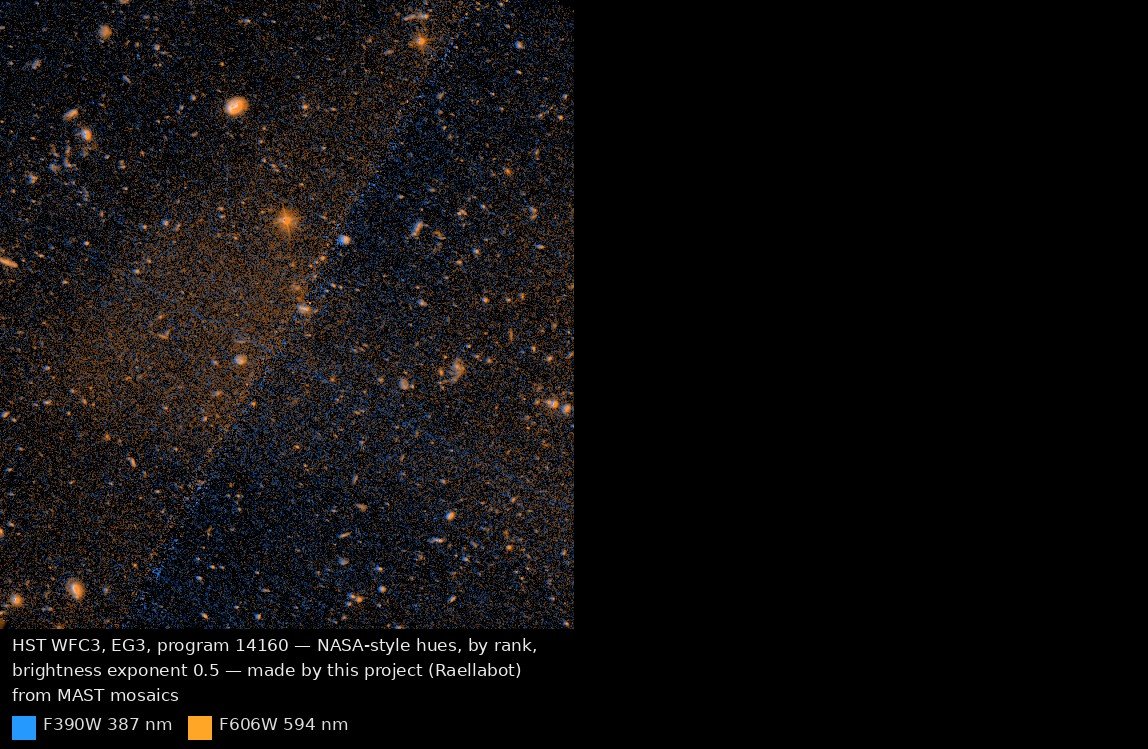 HST WFC3, EG3, program 14160 — NASA-style hues, by rank,
brightness exponent 0.5 — made by this project (Raellabot)
from MAST mosaics
F390W 387 nm F606W 594 nm